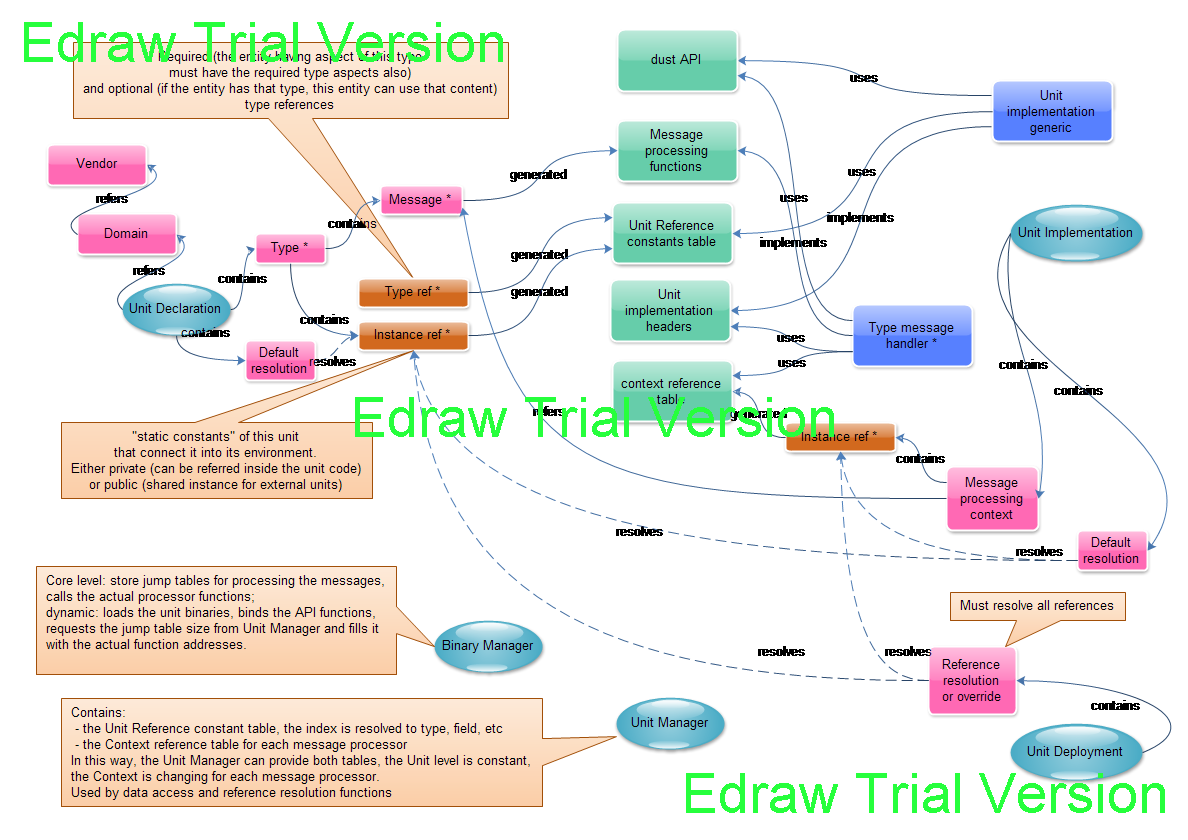 Edraw Trial Version
Required (the entity having aspect of this type
must have the required type aspects also)
and optional (if the entity has that type, this entity can use that content)
type references
dust API
uses
Unit
implementation
generic
Message
processing
functions
Vendor
refers
generated
Message *
uses
uses
contains
Domain
Unit Reference
constants table
implements
implements
Unit Implementation
Type *
refers
contains
generated
Type ref *
generated
Unit Declaration
contains
contains
Unit
implementation
headers
Instance ref *
Type message
handler *
uses
Default
resolution
resolves
uses
contains
contains
context reference
table
Edraw Trial Version
refers
generated
Instance ref *
contains
"static constants" of this unit
that connect it into its environment.
Either private (can be referred inside the unit code)
or public (shared instance for external units)
Message
processing
context
resolves
resolves
Default
resolution
Core level: store jump tables for processing the messages,
calls the actual processor functions;
dynamic: loads the unit binaries, binds the API functions,
requests the jump table size from Unit Manager and fills it
with the actual function addresses.
Binary Manager
Must resolve all references
resolves
resolves
Reference
resolution
or override
contains
Contains:
- the Unit Reference constant table, the index is resolved to type, field, etc
- the Context reference table for each message processor
In this way, the Unit Manager can provide both tables, the Unit level is constant,
the Context is changing for each message processor.
Used by data access and reference resolution functions
Unit Manager
Unit Deployment
Edraw Trial Version